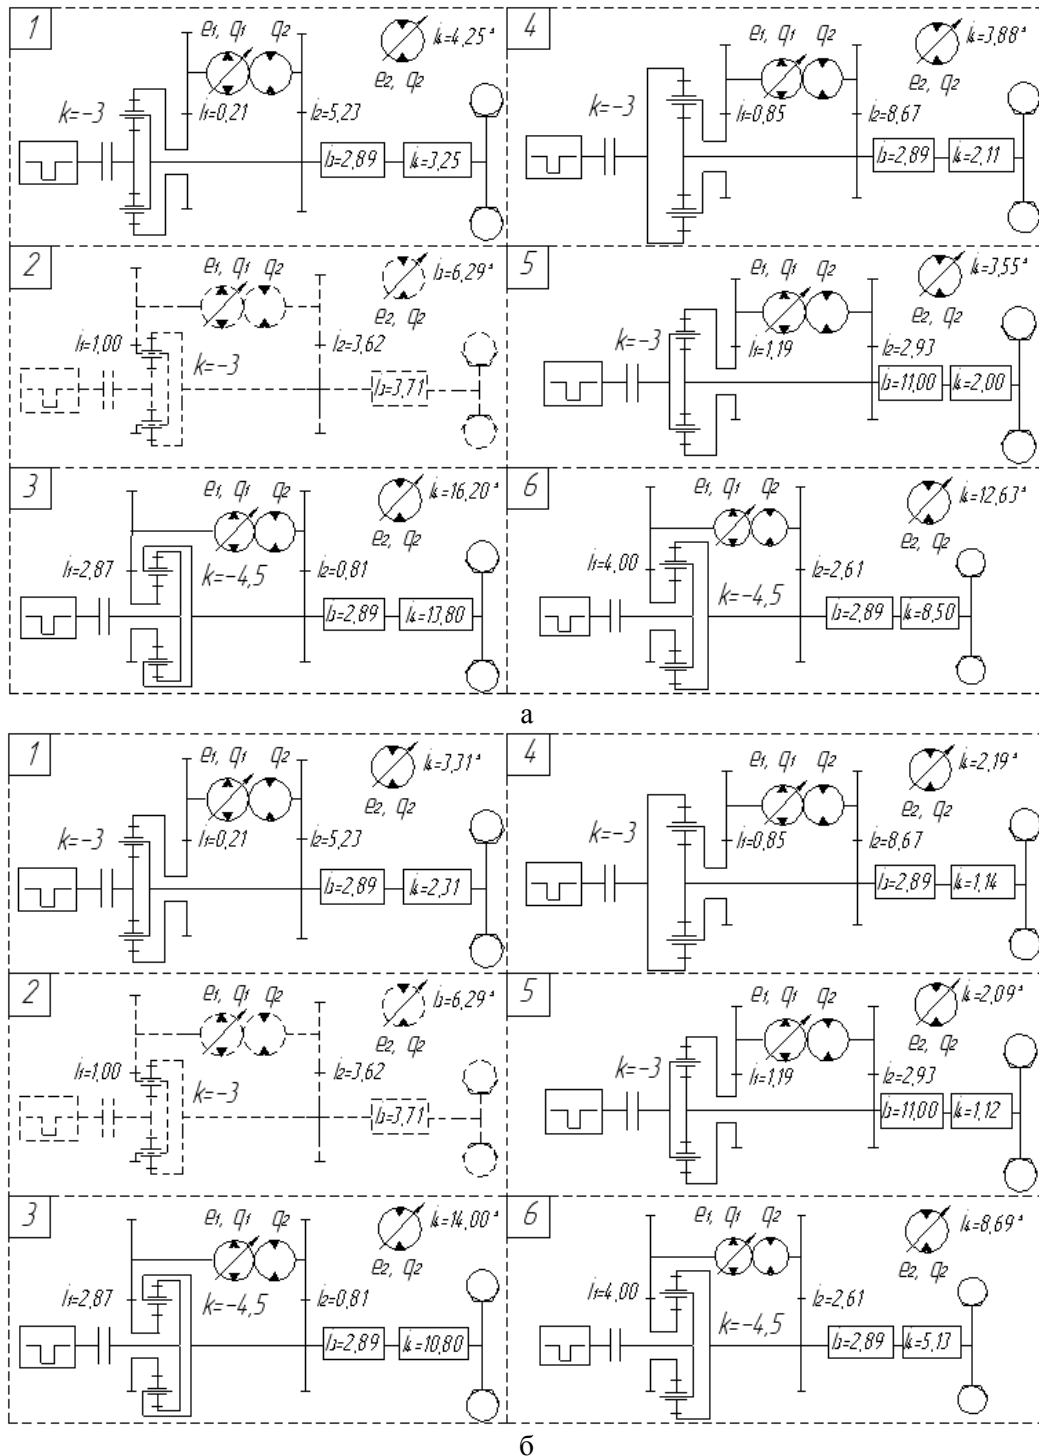 1
e1, q1 q2
i4=4,25*
e2, q2
k=-3
i1=0,21
i2=5,23
i3=2,89
i4=3,25
4
e1, q1 q2
i4=3,88*
e2, q2
k=-3
i1=0,85
i2=8,67
i3=2,89
i4=2,11
2
e1, q1 q2
i3=6,29*
e2, q2
i1=1,00
k=-3
i2=3,62
i3=3,71
5
e1, q1 q2
i4=3,55*
e2, q2
k=-3
i1=1,19
i2=2,93
i3=11,00
i4=2,00
3
e1, q1 q2
i4=16,20*
e2, q2
i1=2,87
k=-4,5
i2=0,81
i3=2,89
i4=13,80
6
e1, q1 q2
i4=12,63*
e2, q2
i1=4,00
k=-4,5
i2=2,61
i3=2,89
i4=8,50
а
1
e1, q1 q2
i4=3,31*
e2, q2
k=-3
i1=0,21
i2=5,23
i3=2,89
i4=2,31
4
e1, q1 q2
i4=2,19*
e2, q2
k=-3
i1=0,85
i2=8,67
i3=2,89
i4=1,14
2
e1, q1 q2
i3=6,29*
e2, q2
i1=1,00
k=-3
i2=3,62
i3=3,71
5
e1, q1 q2
i4=2,09*
e2, q2
k=-3
i1=1,19
i2=2,93
i3=11,00
i4=1,12
3
e1, q1 q2
i4=14,00*
e2, q2
i1=2,87
k=-4,5
i2=0,81
i3=2,89
i4=10,80
6
e1, q1 q2
i4=8,69*
e2, q2
i1=4,00
k=-4,5
i2=2,61
i3=2,89
i4=5,13
б